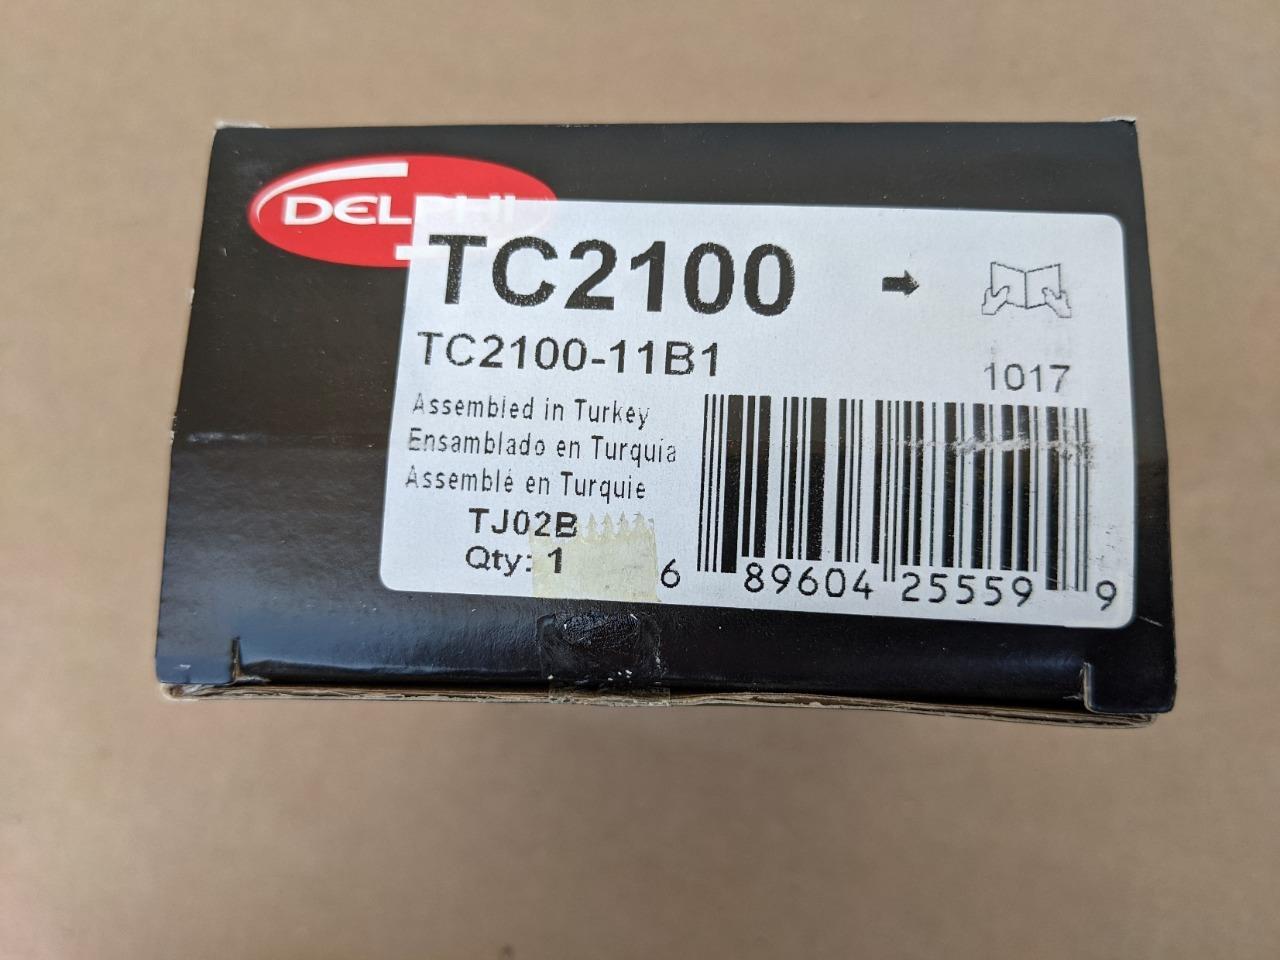 DELPHI
TC2100
TC2100-11B1
1017
Assembled in Turkey
Ensamblado en Turquía
Assemblé en Turquie
TJ02B
Qty: 1
6 89604 25559 9